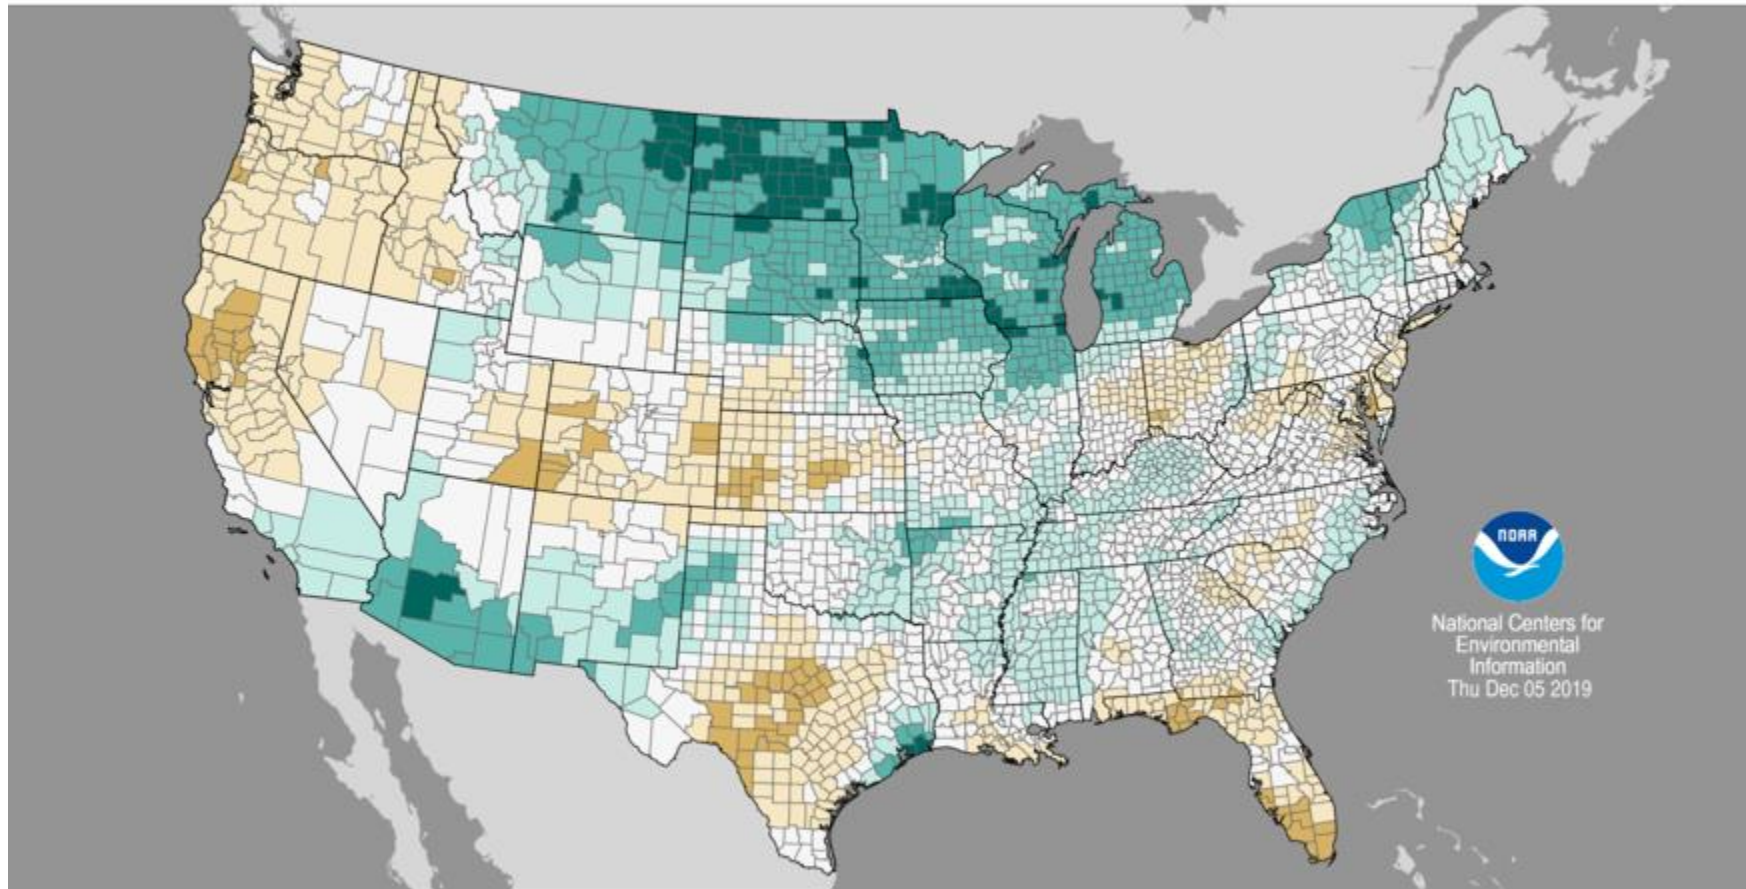 NOAA
National Centers for
Environmental
Information
Thu Dec 05 2019